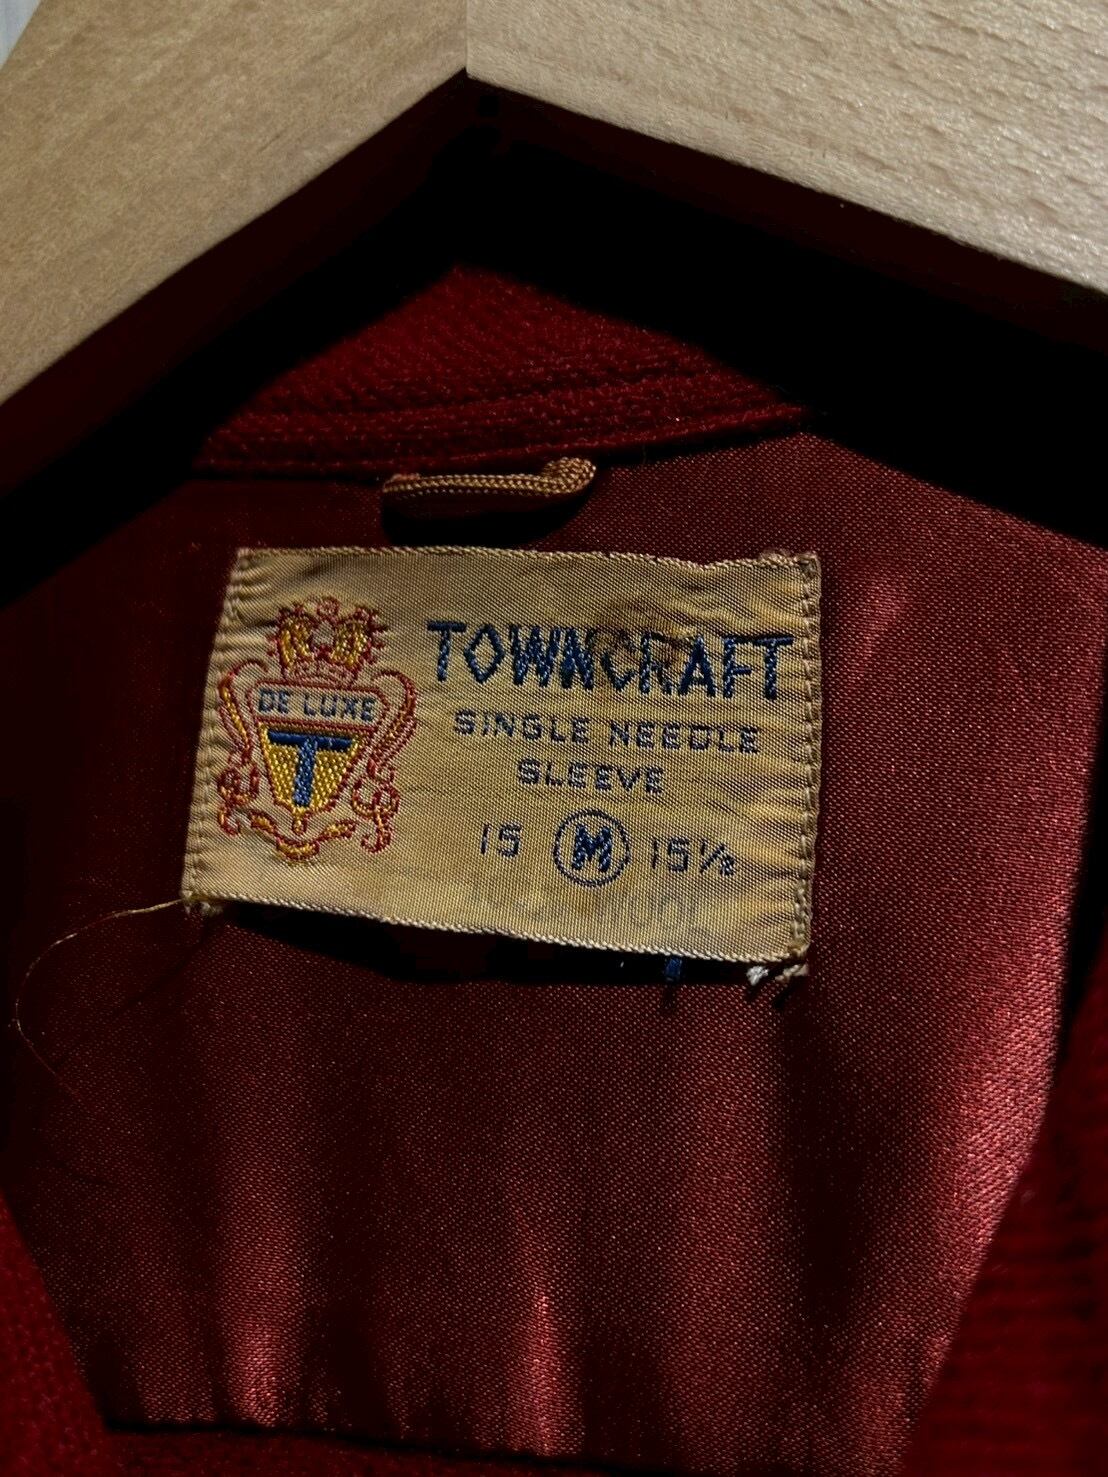 DE LUXE
T
TOWNCRAFT
SINGLE NEEDLE
SLEEVE
15 M 15½